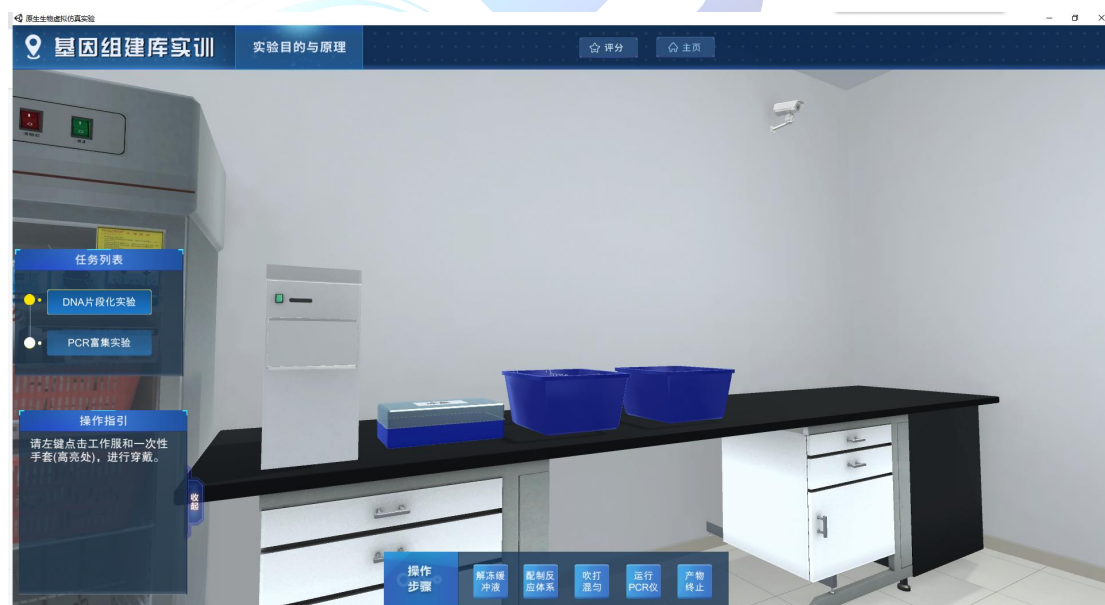 原生生物虚拟仿真实验
基因组建库实训
实验目的与原理
评分
主页
任务列表
DNA片段化实验
PCR富集实验
操作指引
请左键点击工作服和一次性
手套(高亮处)，进行穿戴。
收起
操作
步骤
解冻缓
冲液
配制反
应体系
吹打
混匀
运行
PCR仪
产物
终止